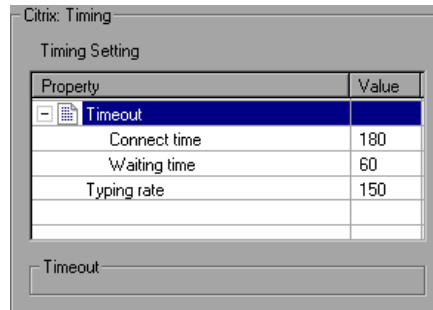 Citrix: Timing
Timing Setting
Property Value
Timeout
Connect time 180
Waiting time 60
Typing rate 150
Timeout